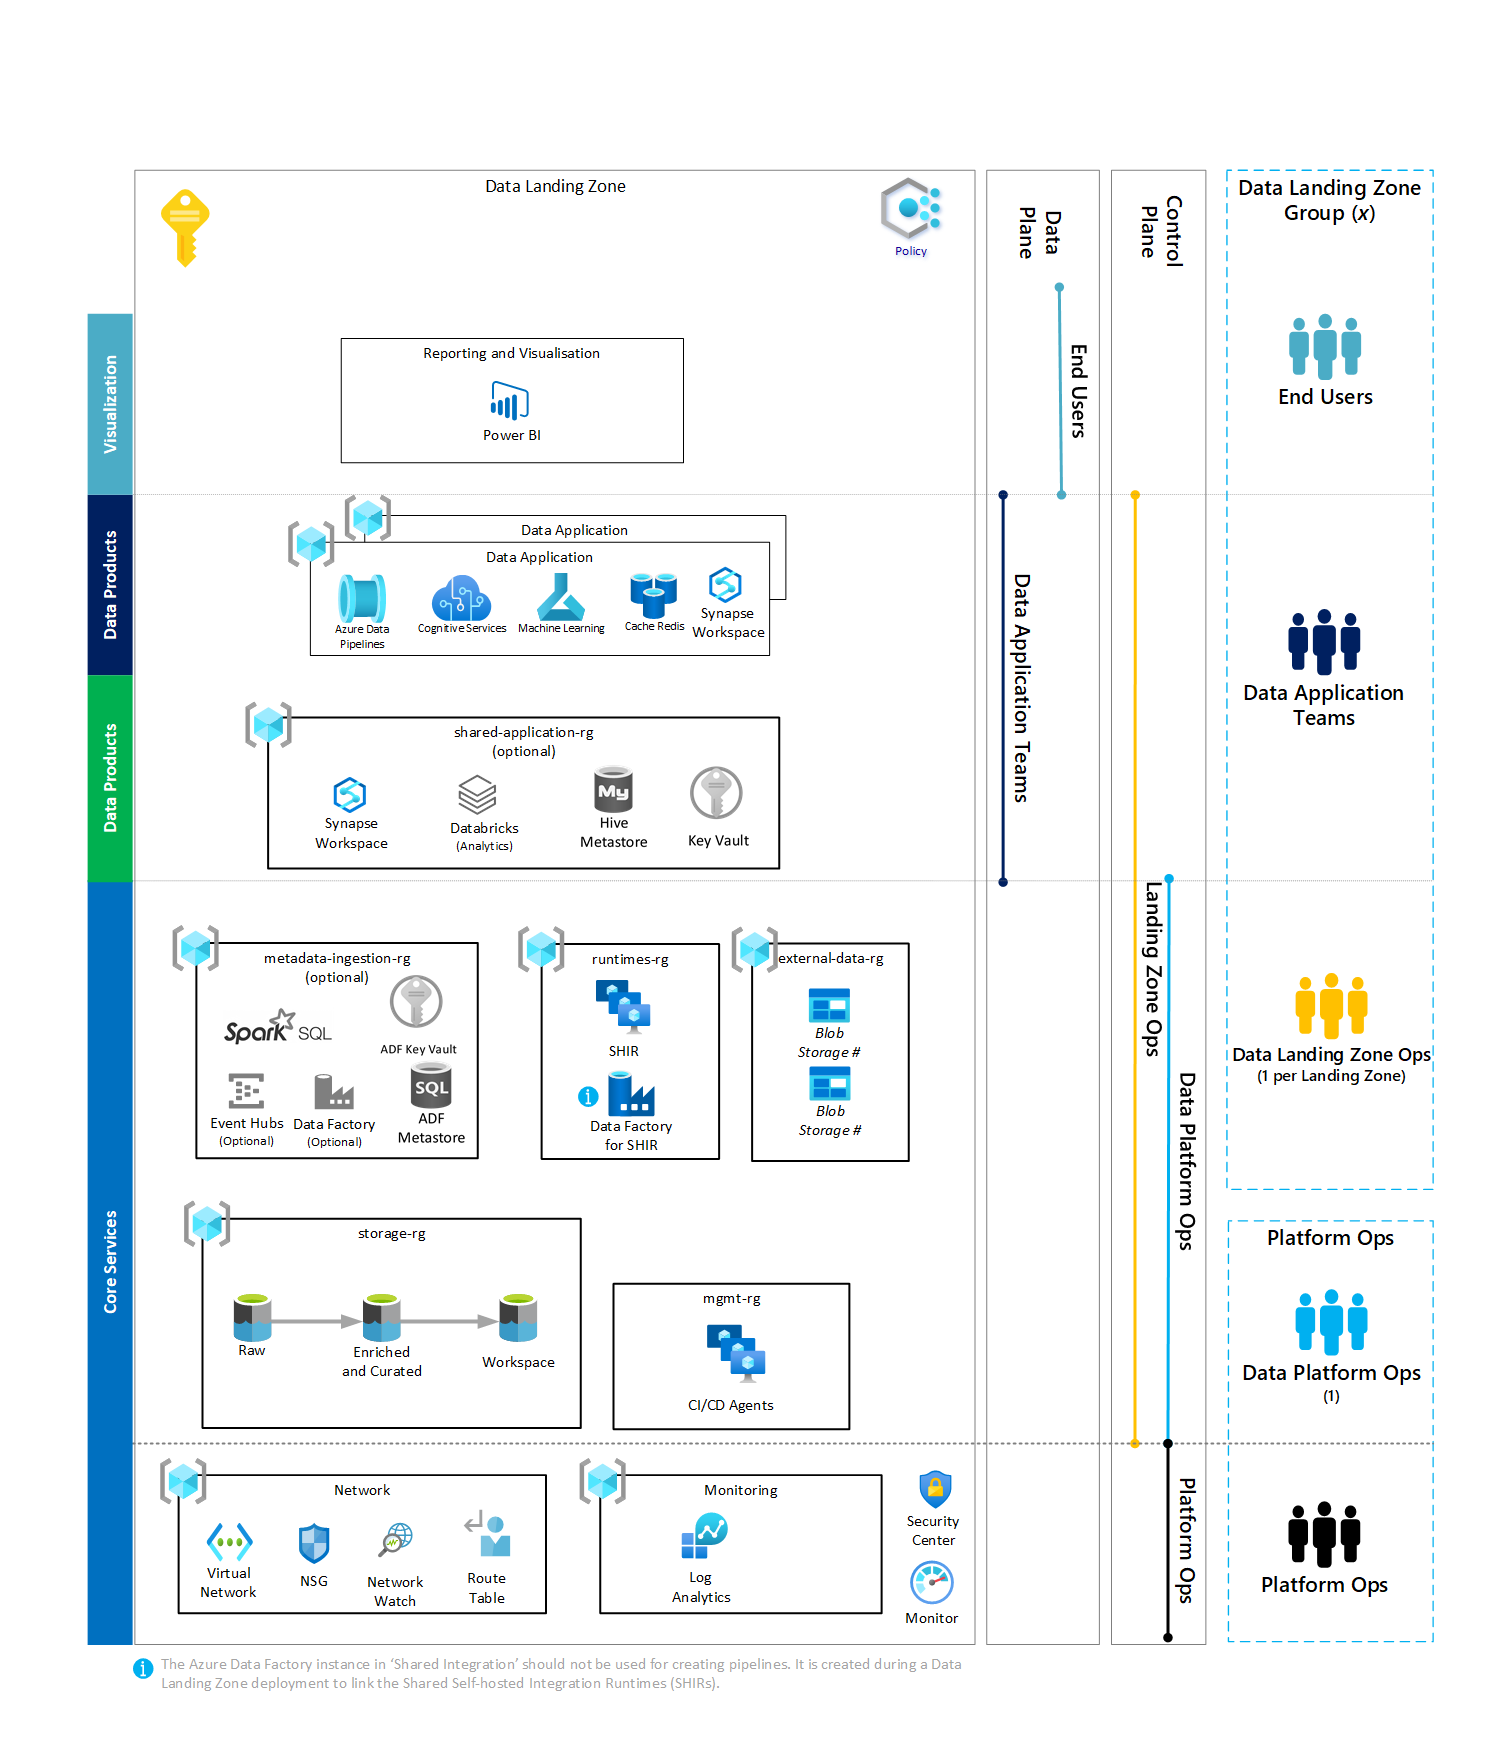 Data Landing Zone
Policy
Data
Plane
Control
Plane
Data Landing Zone
Group (x)
Visualization
Reporting and Visualisation
Power BI
End Users
End Users
Data Products
Data Application
Data Application
Azure Data
Pipelines
Cognitive Services
Machine Learning
Cache Redis
Synapse
Workspace
Data Application Teams
Data Application
Teams
Data Products
shared-application-rg
(optional)
Synapse
Workspace
Databricks
(Analytics)
My
Hive
Metastore
Key Vault
Core Services
metadata-ingestion-rg
(optional)
Spark SQL
ADF Key Vault
Event Hubs
(Optional)
Data Factory
(Optional)
SQL
ADF
Metastore
runtimes-rg
SHIR
i
Data Factory
for SHIR
external-data-rg
Blob
Storage #
Blob
Storage #
Landing Zone Ops
Data Platform Ops
Data Landing Zone Ops
(1 per Landing Zone)
storage-rg
Raw
Enriched
and Curated
Workspace
mgmt-rg
CI/CD Agents
Platform Ops
Data Platform Ops
(1)
Network
Virtual
Network
NSG
Network
Watch
Route
Table
Monitoring
Log
Analytics
Security
Center
Monitor
Platform Ops
Platform Ops
i
The Azure Data Factory instance in ‘Shared Integration’ should not be used for creating pipelines. It is created during a Data
Landing Zone deployment to link the Shared Self-hosted Integration Runtimes (SHIRs).